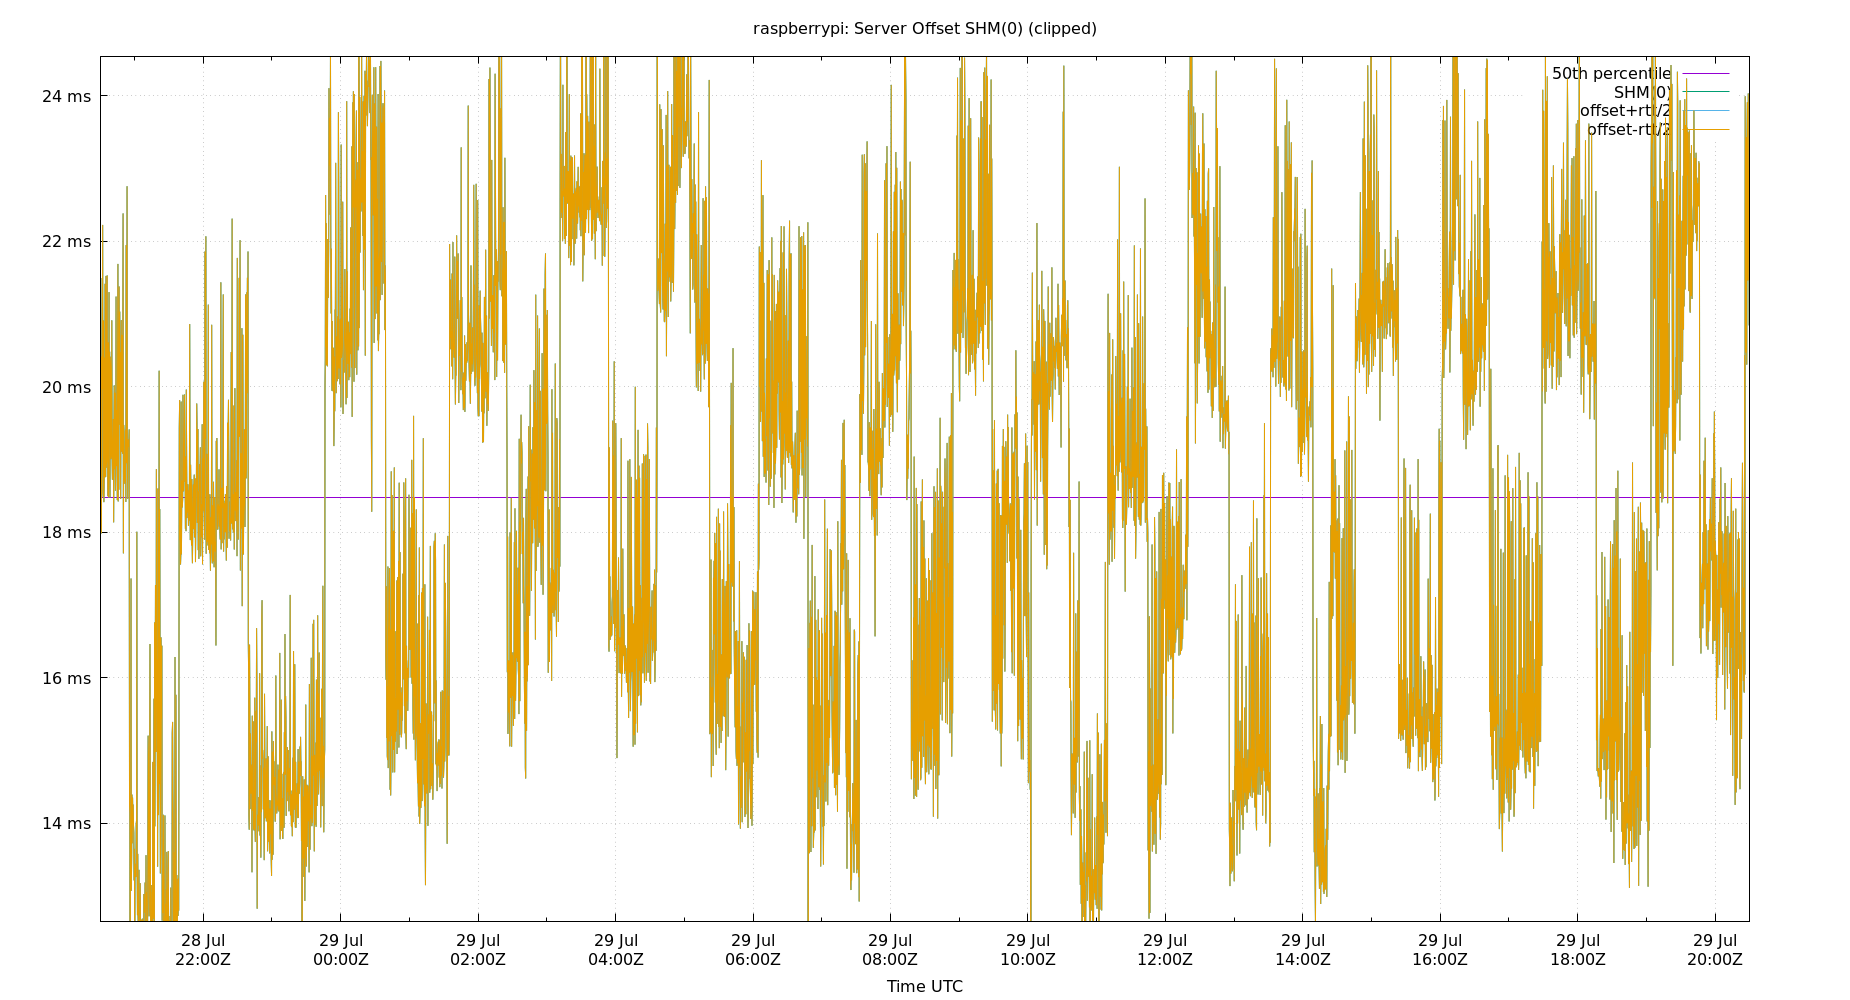 raspberrypi: Server Offset SHM(0) (clipped)
50th percentile
SHM(0)
offset+rtt/2
offset-rtt/2
24 ms
22 ms
20 ms
18 ms
16 ms
14 ms
28 Jul 29 Jul 29 Jul 29 Jul 29 Jul 29 Jul 29 Jul 29 Jul 29 Jul 29 Jul 29 Jul 29 Jul
22:00Z 00:00Z 02:00Z 04:00Z 06:00Z 08:00Z 10:00Z 12:00Z 14:00Z 16:00Z 18:00Z 20:00Z
Time UTC